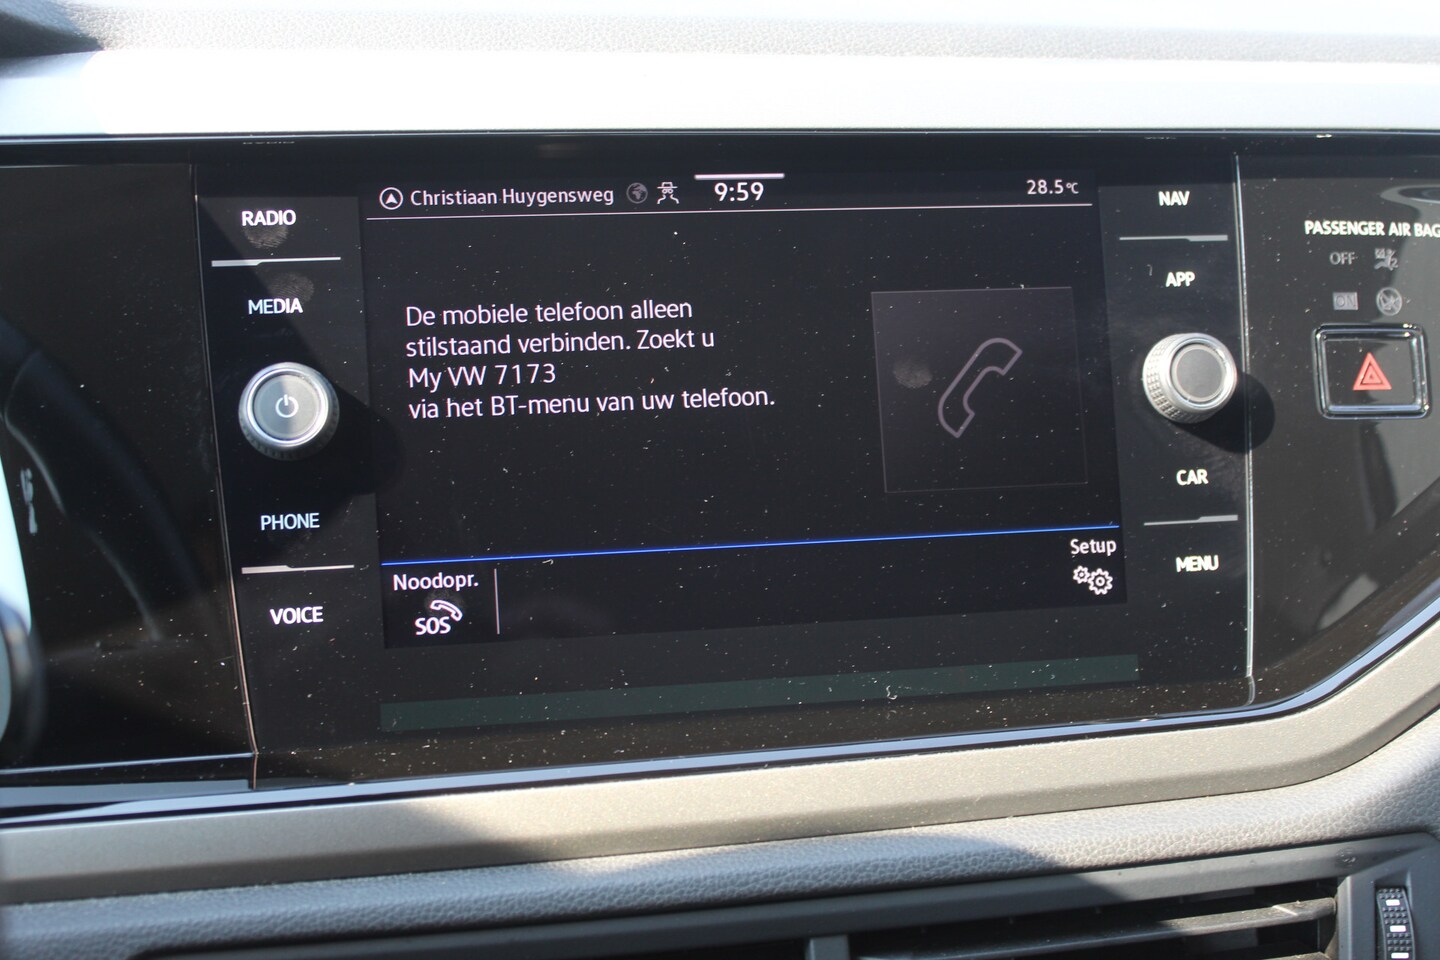 Christiaan Huygensweg 9:59 28.5°C
RADIO
MEDIA
PHONE
VOICE
De mobiele telefoon alleen
stilstaand verbinden. Zoekt u
My VW 7173
via het BT-menu van uw telefoon.
Noodopr.
SOS
Setup
NAV
APP
CAR
MENU
PASSENGER AIR BAG
OFF
ON